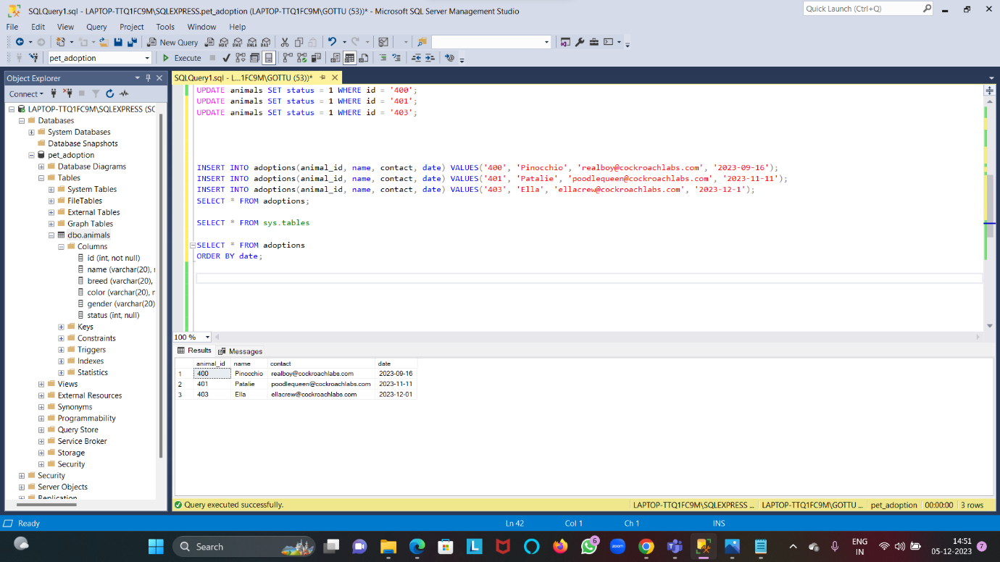 SQLQuery1.sql - LAPTOP-TTQ1FC9M\SQLEXPRESS.pet_adoption (LAPTOP-TTQ1FC9M\GOTTU (53))* - Microsoft SQL Server Management Studio
Quick Launch (Ctrl+Q)
File Edit View Query Project Tools Window Help
New Query
pet_adoption
Execute
Object Explorer
Connect
LAPTOP-TTQ1FC9M\SQLEXPRESS (SC
Databases
System Databases
Database Snapshots
pet_adoption
Database Diagrams
Tables
System Tables
FileTables
External Tables
Graph Tables
dbo.animals
Columns
id (int, not null)
name (varchar(20), r
breed (varchar(20),
color (varchar(20), n
gender (varchar(20)
status (int, null)
Keys
Constraints
Triggers
Indexes
Statistics
Views
External Resources
Synonyms
Programmability
Query Store
Service Broker
Storage
Security
Security
Server Objects
Replication
SQLQuery1.sql - L...1FC9M\GOTTU (53))*
UPDATE animals SET status = 1 WHERE id = '400';
UPDATE animals SET status = 1 WHERE id = '401';
UPDATE animals SET status = 1 WHERE id = '403';
INSERT INTO adoptions(animal_id, name, contact, date) VALUES('400', 'Pinocchio', 'realboy@cockroachlabs.com', '2023-09-16');
INSERT INTO adoptions(animal_id, name, contact, date) VALUES('401', 'Patalie', 'poodlequeen@cockroachlabs.com', '2023-11-11');
INSERT INTO adoptions(animal_id, name, contact, date) VALUES('403', 'Ella', 'ellacrew@cockroachlabs.com', '2023-12-1');
SELECT * FROM adoptions;
SELECT * FROM sys.tables
SELECT * FROM adoptions
ORDER BY date;
100 %
Results Messages
animal_id name contact date
1 400 Pinocchio realboy@cockroachlabs.com 2023-09-16
2 401 Patalie poodlequeen@cockroachlabs.com 2023-11-11
3 403 Ella ellacrew@cockroachlabs.com 2023-12-01
Query executed successfully. LAPTOP-TTQ1FC9M\SQLEXPRESS ... LAPTOP-TTQ1FC9M\GOTTU ... pet_adoption 00:00:00 3 rows
Ready Ln 42 Col 1 Ch 1 INS
Search
L
6
zoom
ENG
IN
14:51
05-12-2023
7